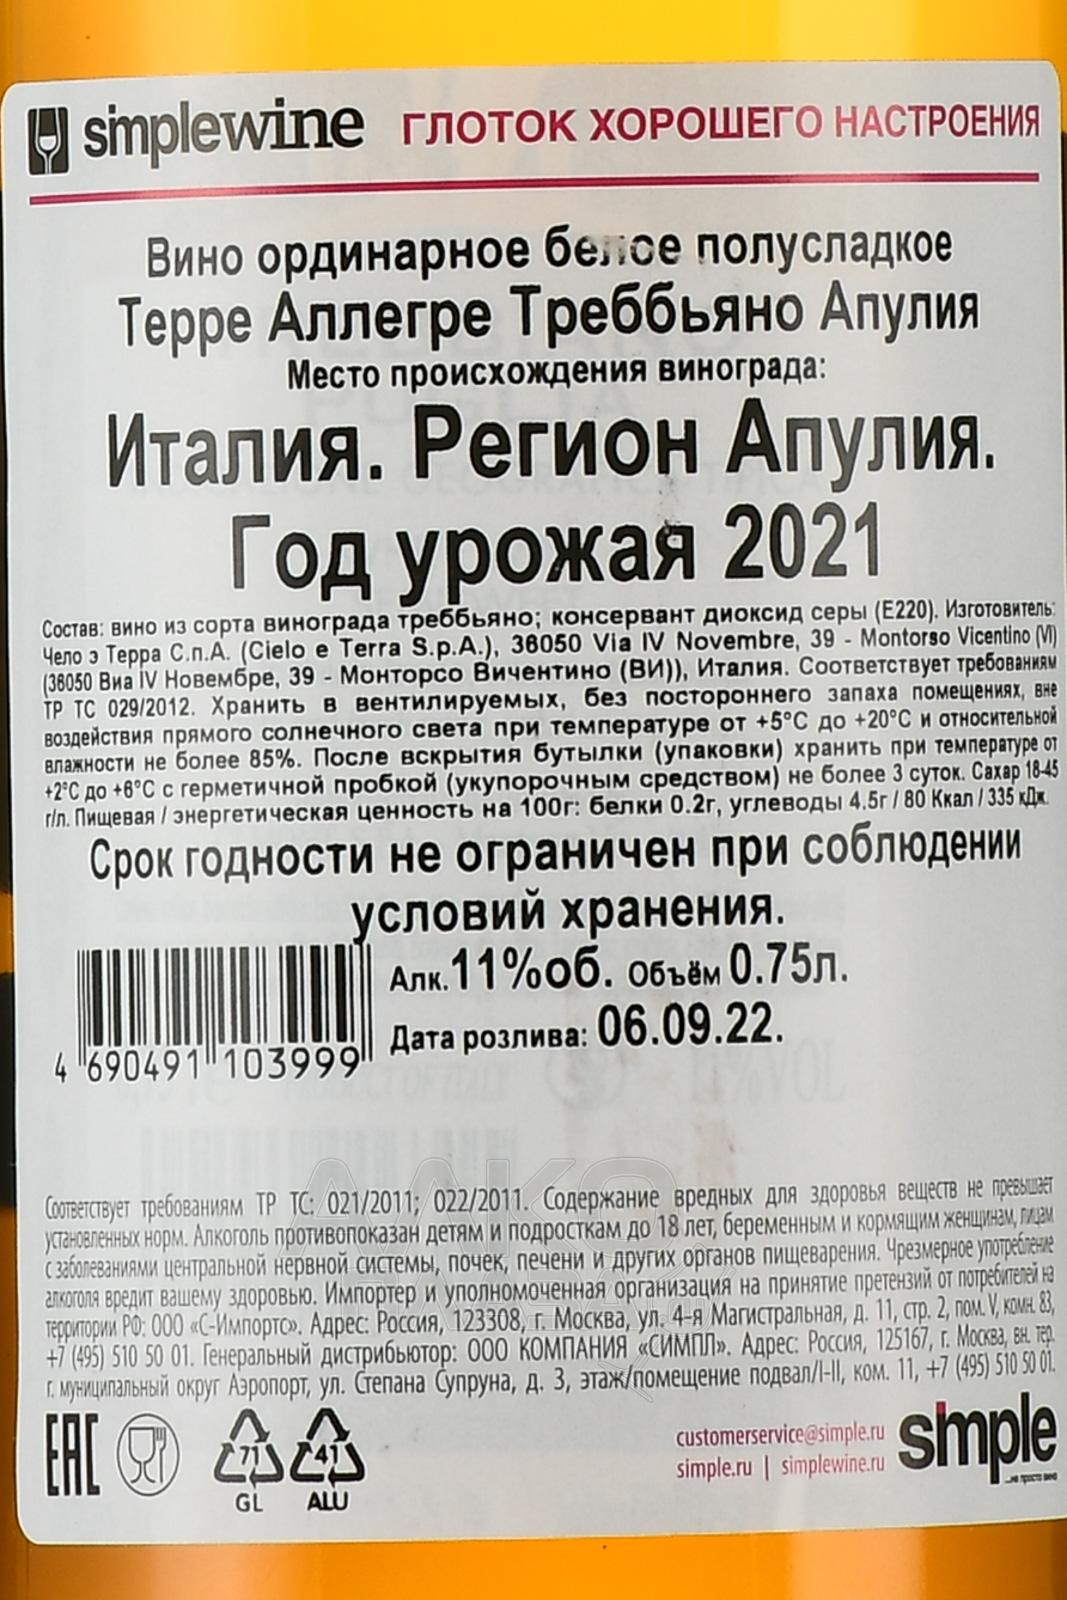 simplewine ГЛОТОК ХОРОШЕГО НАСТРОЕНИЯ
Вино ординарное белое полусладкое
Терре Аллегре Треббьяно Апулия
Место происхождения винограда:
Италия. Регион Апулия.
Год урожая 2021
Состав: вино из сорта винограда треббьяно; консервант диоксид серы (Е220). Изготовитель:
Чело э Терра С.п.А. (Cielo e Terra S.p.A.), 36050 Via IV Novembre, 39 - Montorso Vicentino (VI)
(36050 Виа IV Новембре, 39 - Монторсо Вичентино (ВИ)), Италия. Соответствует требованиям
ТР ТС 029/2012. Хранить в вентилируемых, без постороннего запаха помещениях, вне
воздействия прямого солнечного света при температуре от +5°С до +20°С и относительной
влажности не более 85%. После вскрытия бутылки (упаковки) хранить при температуре от
+2°С до +6°С с герметичной пробкой (укупорочным средством) не более 3 суток. Сахар 18-45
г/л. Пищевая / энергетическая ценность на 100г: белки 0.2г, углеводы 4.5г / 80 Ккал / 335 кДж.
Срок годности не ограничен при соблюдении
условий хранения.
Алк.11%об. Объём 0.75л.
Дата розлива: 06.09.22.
4 690491 103999
Соответствует требованиям ТР ТС: 021/2011; 022/2011. Содержание вредных для здоровья веществ не превышает
установленных норм. Алкоголь противопоказан детям и подросткам до 18 лет, беременным и кормящим женщинам, лицам
с заболеваниями центральной нервной системы, почек, печени и других органов пищеварения. Чрезмерное употребление
алкоголя вредит вашему здоровью. Импортер и уполномоченная организация на принятие претензий от потребителей на
территории РФ: ООО «С-Импортс». Адрес: Россия, 123308, г. Москва, ул. 4-я Магистральная, д. 11, стр. 2, пом. V, комн. 83,
+7 (495) 510 50 01. Генеральный дистрибьютор: ООО КОМПАНИЯ «СИМПЛ». Адрес: Россия, 125167, г. Москва, вн. тер.
г. муниципальный округ Аэропорт, ул. Степана Супруна, д. 3, этаж/помещение подвал/I-II, ком. 11, +7 (495) 510 50 01.
EAC 71 41
GL ALU
customerservice@simple.ru
simple.ru | simplewine.ru
simple
...не просто вино